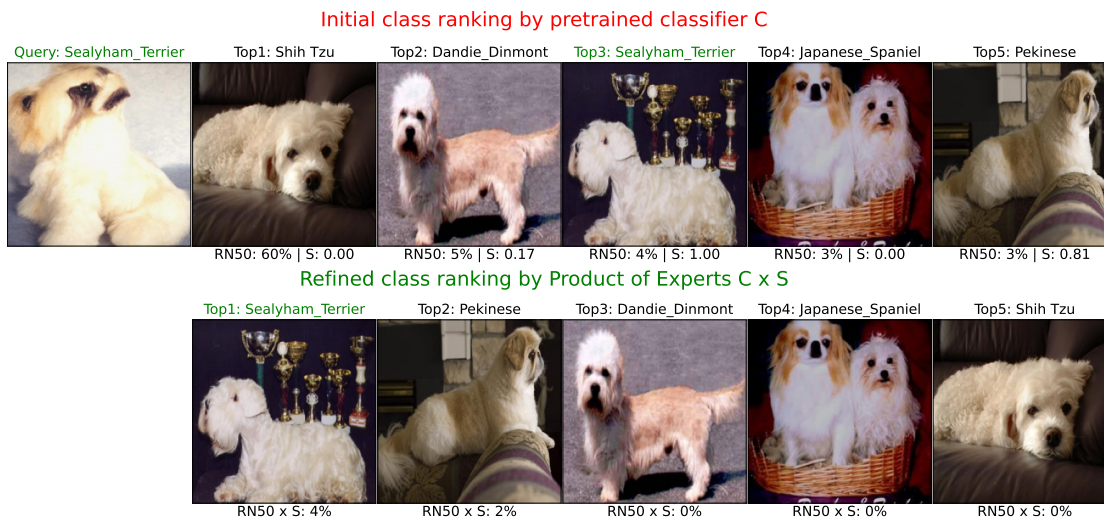 Initial class ranking by pretrained classifier C
Query: Sealyham_Terrier Top1: Shih Tzu Top2: Dandie_Dinmont Top3: Sealyham_Terrier Top4: Japanese_Spaniel Top5: Pekinese
RN50: 60% | S: 0.00 RN50: 5% | S: 0.17 RN50: 4% | S: 1.00 RN50: 3% | S: 0.00 RN50: 3% | S: 0.81
Refined class ranking by Product of Experts C x S
Top1: Sealyham_Terrier Top2: Pekinese Top3: Dandie_Dinmont Top4: Japanese_Spaniel Top5: Shih Tzu
RN50 x S: 4% RN50 x S: 2% RN50 x S: 0% RN50 x S: 0% RN50 x S: 0%